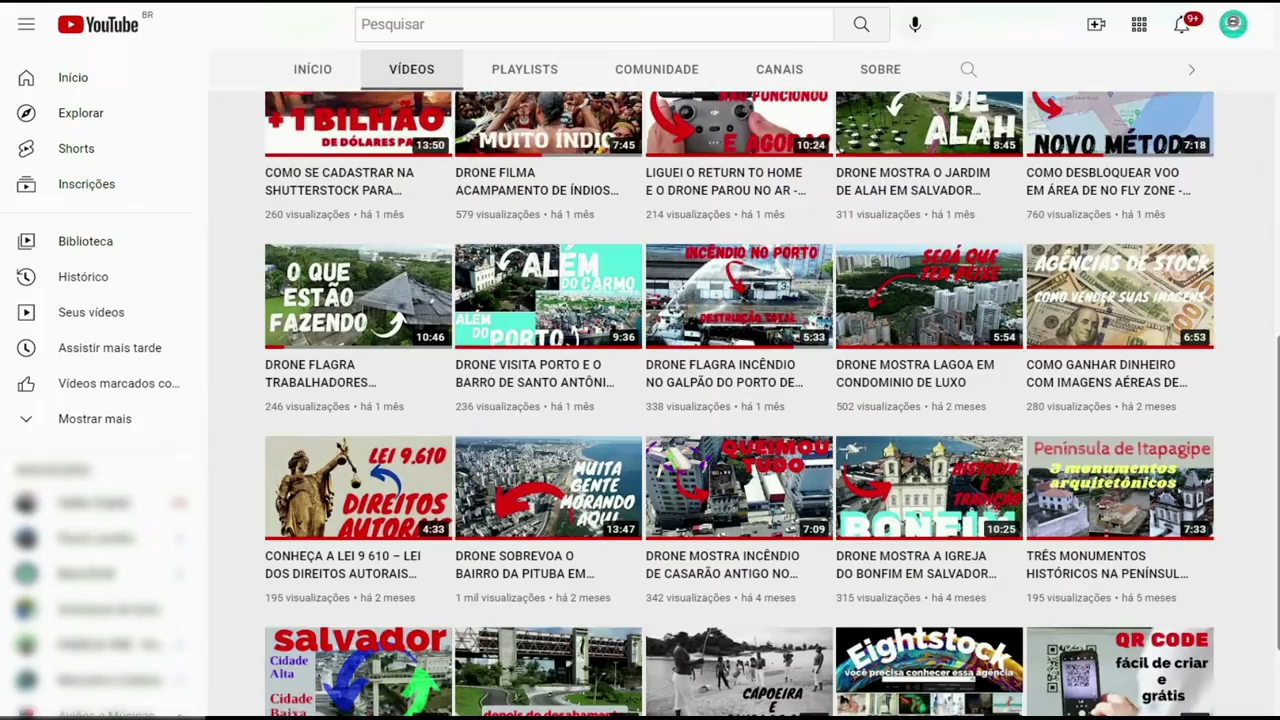 YouTube BR
Pesquisar
9+
INÍCIO VÍDEOS PLAYLISTS COMUNIDADE CANAIS SOBRE
Início
Explorar
Shorts
Inscrições
Biblioteca
Histórico
Seus vídeos
Assistir mais tarde
Vídeos marcados co...
Mostrar mais
+1 BILHÃO
DE DÓLARES PA
13:50
MUITO ÍNDIO
7:45
NÃO FUNCIONOU
E AGORA
10:24
DE
ALAH
8:45
NOVO MÉTODO
7:18
COMO SE CADASTRAR NA
SHUTTERSTOCK PARA...
260 visualizações • há 1 mês
DRONE FILMA
ACAMPAMENTO DE ÍNDIOS...
579 visualizações • há 1 mês
LIGUEI O RETURN TO HOME
E O DRONE PAROU NO AR -...
214 visualizações • há 1 mês
DRONE MOSTRA O JARDIM
DE ALAH EM SALVADOR...
311 visualizações • há 1 mês
COMO DESBLOQUEAR VOO
EM ÁREA DE NO FLY ZONE -...
760 visualizações • há 1 mês
O QUE
ESTÃO
FAZENDO
10:46
ALÉM
DO CARMO
ALÉM
DO PORTO
9:36
INCÊNDIO NO PORTO
DESTRUIÇÃO TOTAL
5:33
SERÁ QUE
TEM PEIXE
5:54
AGÊNCIAS DE STOCK
COMO VENDER SUAS IMAGENS
6:53
DRONE FLAGRA
TRABALHADORES...
246 visualizações • há 1 mês
DRONE VISITA PORTO E O
BARRO DE SANTO ANTÔNI...
236 visualizações • há 1 mês
DRONE FLAGRA INCÊNDIO
NO GALPÃO DO PORTO DE...
338 visualizações • há 1 mês
DRONE MOSTRA LAGOA EM
CONDOMINIO DE LUXO
502 visualizações • há 2 meses
COMO GANHAR DINHEIRO
COM IMAGENS AÉREAS DE...
280 visualizações • há 2 meses
LEI 9.610
DIREITOS
AUTORAIS
4:33
MUITA
GENTE
MORANDO
AQUI
13:47
QUEIMOU
TUDO
7:09
HISTÓRIA
E
TRADIÇÃO
BONFIM
10:25
Península de Itapagipe
3 monumentos
arquitetônicos
7:33
CONHEÇA A LEI 9 610 – LEI
DOS DIREITOS AUTORAIS...
195 visualizações • há 2 meses
DRONE SOBREVOA O
BAIRRO DA PITUBA EM...
1 mil visualizações • há 2 meses
DRONE MOSTRA INCÊNDIO
DE CASARÃO ANTIGO NO...
342 visualizações • há 4 meses
DRONE MOSTRA A IGREJA
DO BONFIM EM SALVADOR...
315 visualizações • há 4 meses
TRÊS MONUMENTOS
HISTÓRICOS NA PENÍNSUL...
195 visualizações • há 5 meses
salvador
Cidade
Alta
Cidade
Baixa
depois do desabamento
CAPOEIRA
E
Eightstock
você precisa conhecer essa agência
QR CODE
fácil de criar
e
grátis